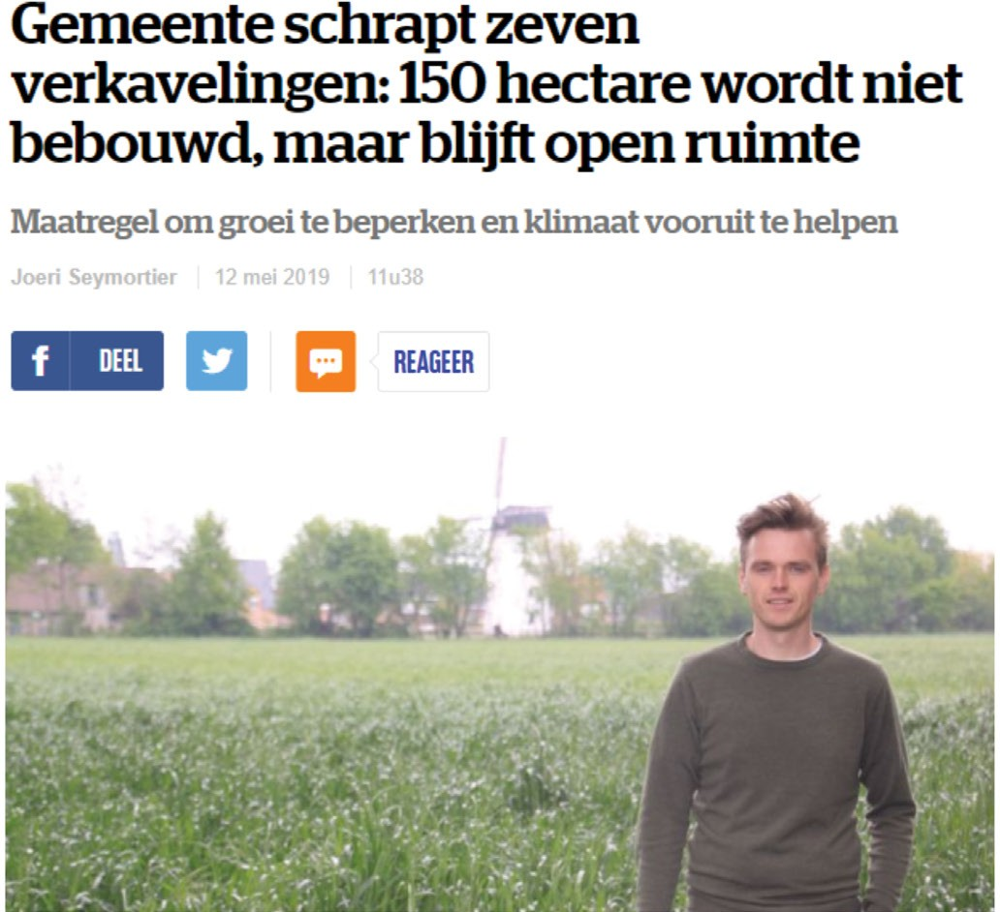 Gemeente schrapt zeven
verkavelingen: 150 hectare wordt niet
bebouwd, maar blijft open ruimte
Maatregel om groei te beperken en klimaat vooruit te helpen
Joeri Seymortier 12 mei 2019 11u38
f DEEL REAGEER